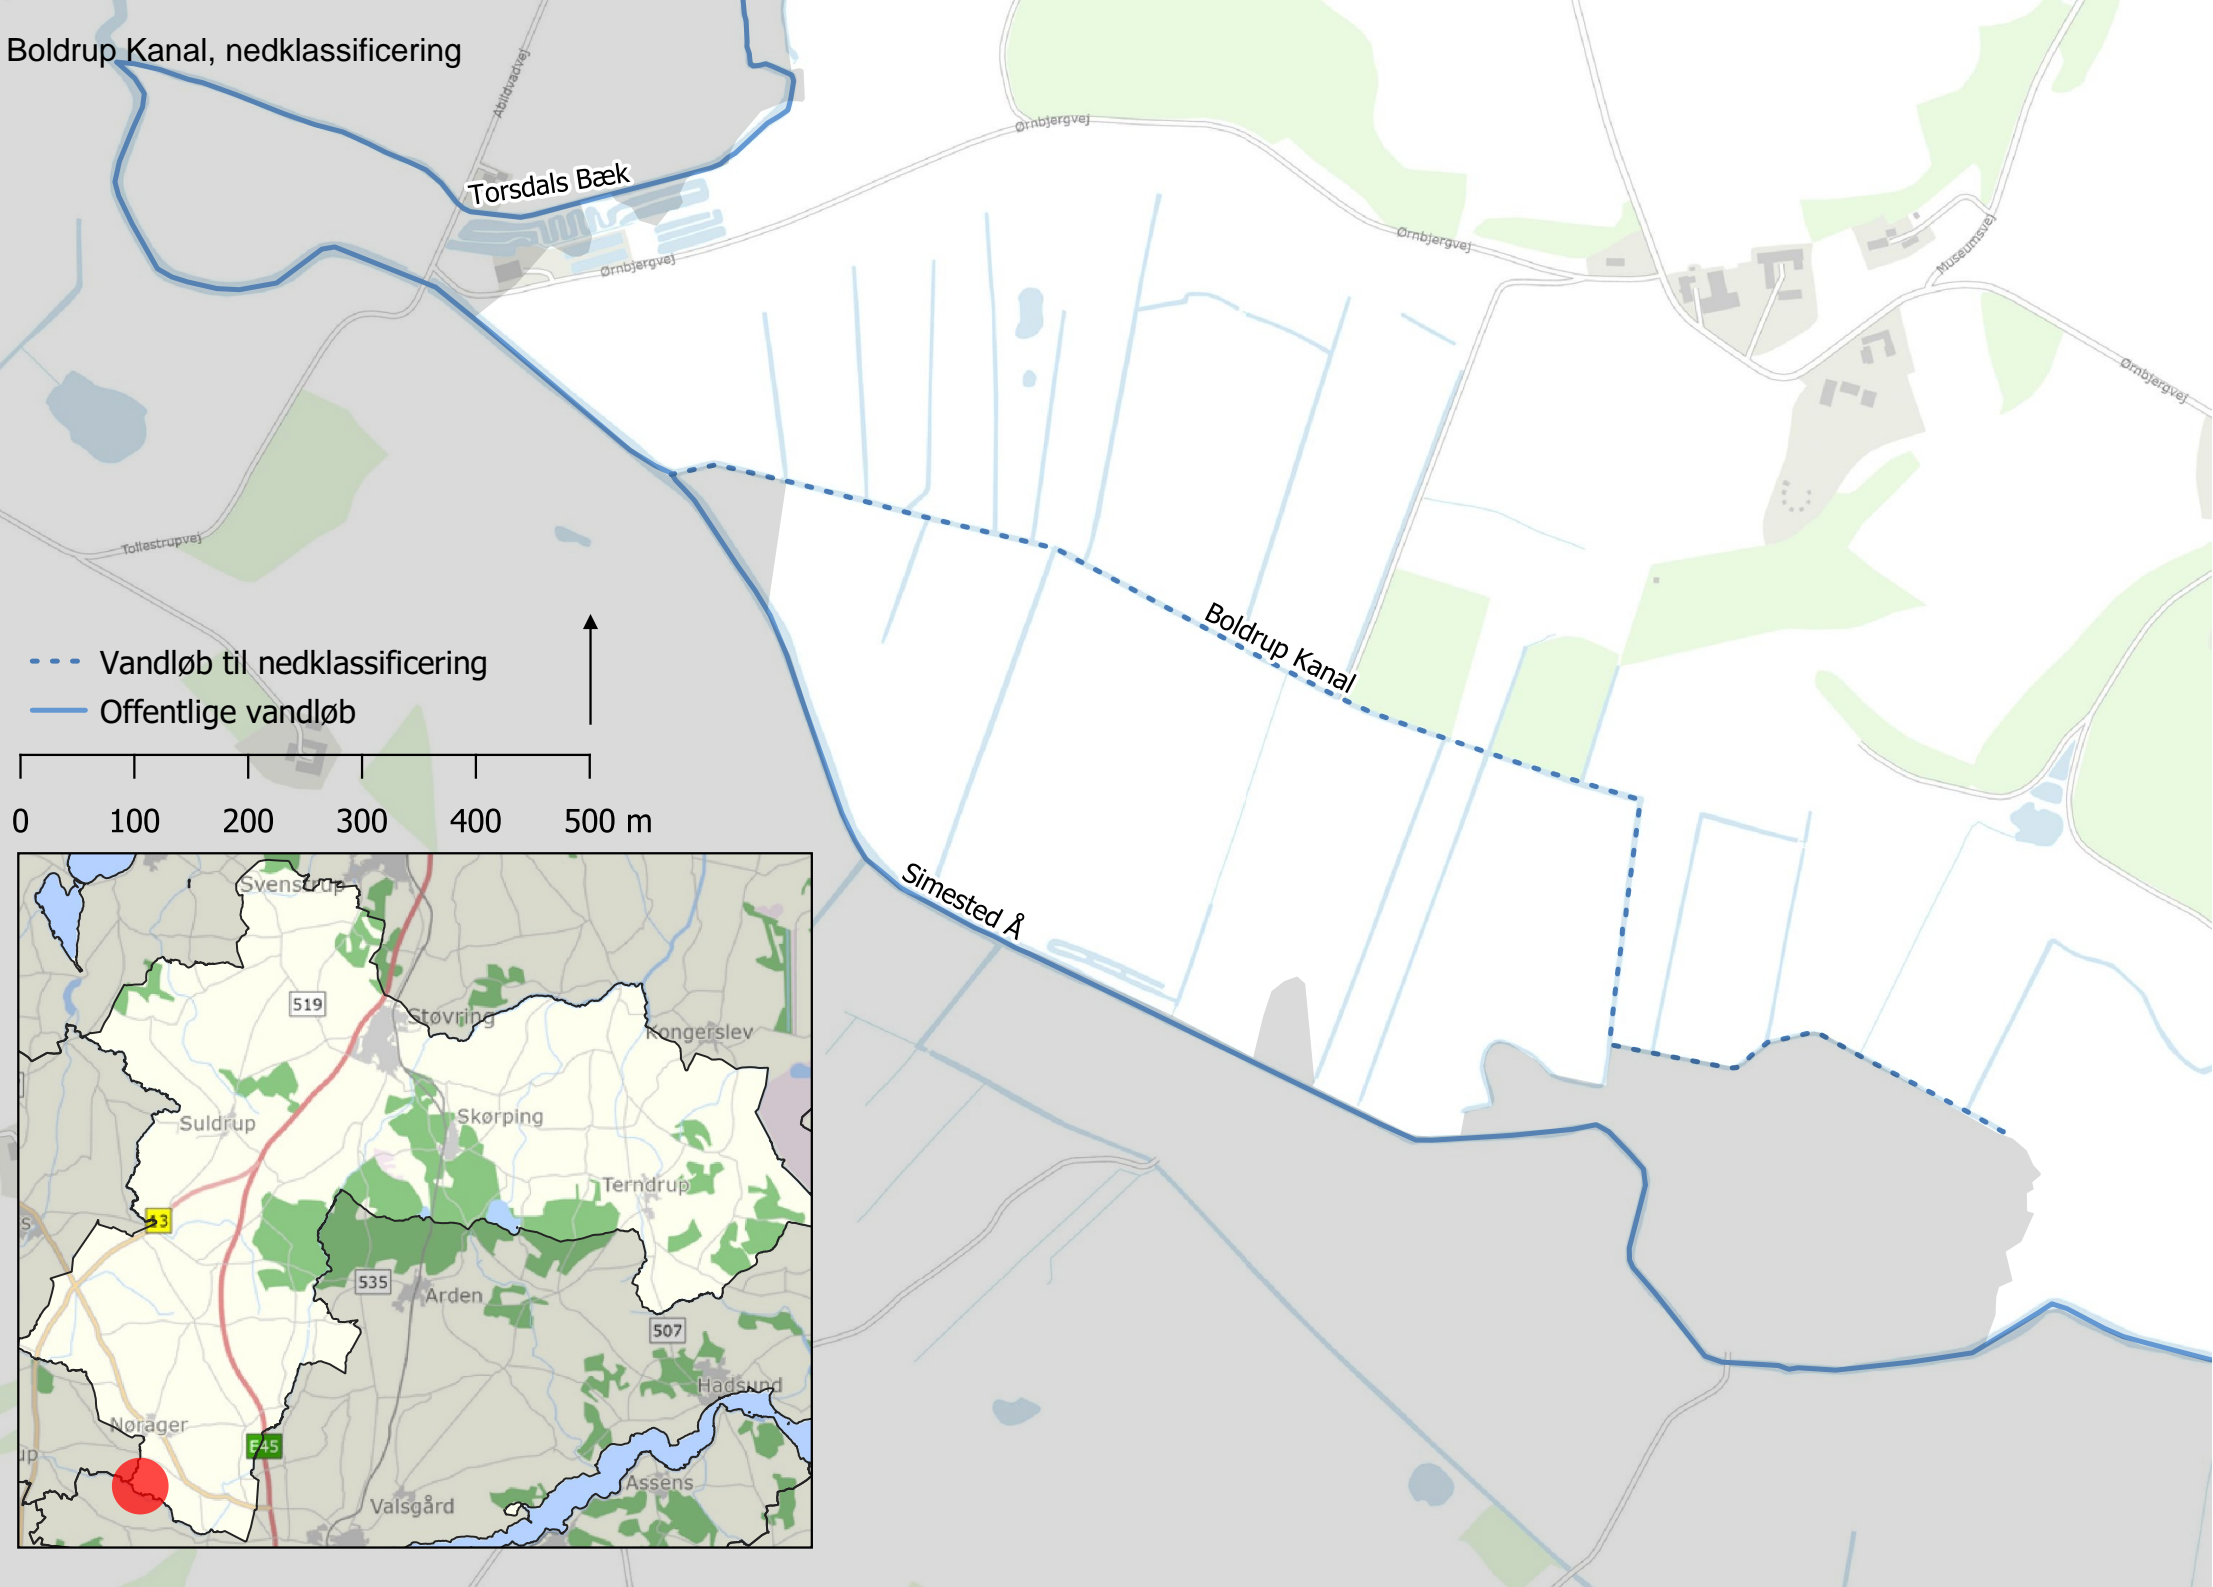 Boldrup Kanal, nedklassificering
Abildvadvej
Ørnbjergvej
Torsdals Bæk
Ørnbjergvej
Ørnbjergvej
Museumsvej
Ørnbjergvej
Tollestrupvej
Boldrup Kanal
Vandløb til nedklassificering
Offentlige vandløb
0 100 200 300 400 500 m
Simested Å
Svenstrup
519
Støvring
Kongerslev
Suldrup
Skørping
Terndrup
13
s
535
Arden
507
Hadsund
Nørager
E45
up
Assens
Valsgård